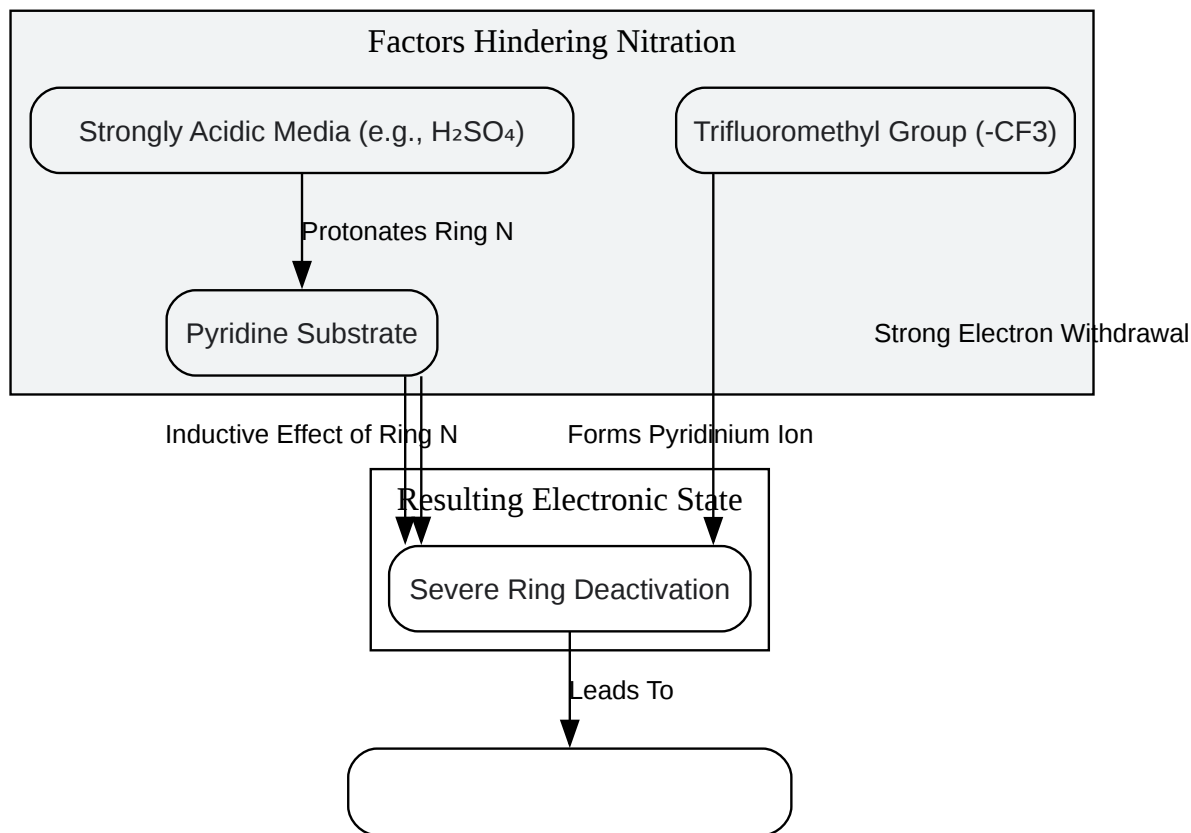 Factors Hindering Nitration
Strongly Acidic Media (e.g., H₂SO₄)
Trifluoromethyl Group (-CF3)
Protonates Ring N
Pyridine Substrate
Strong Electron Withdrawal
Inductive Effect of Ring N
Forms Pyridinium Ion
Resulting Electronic State
Severe Ring Deactivation
Leads To